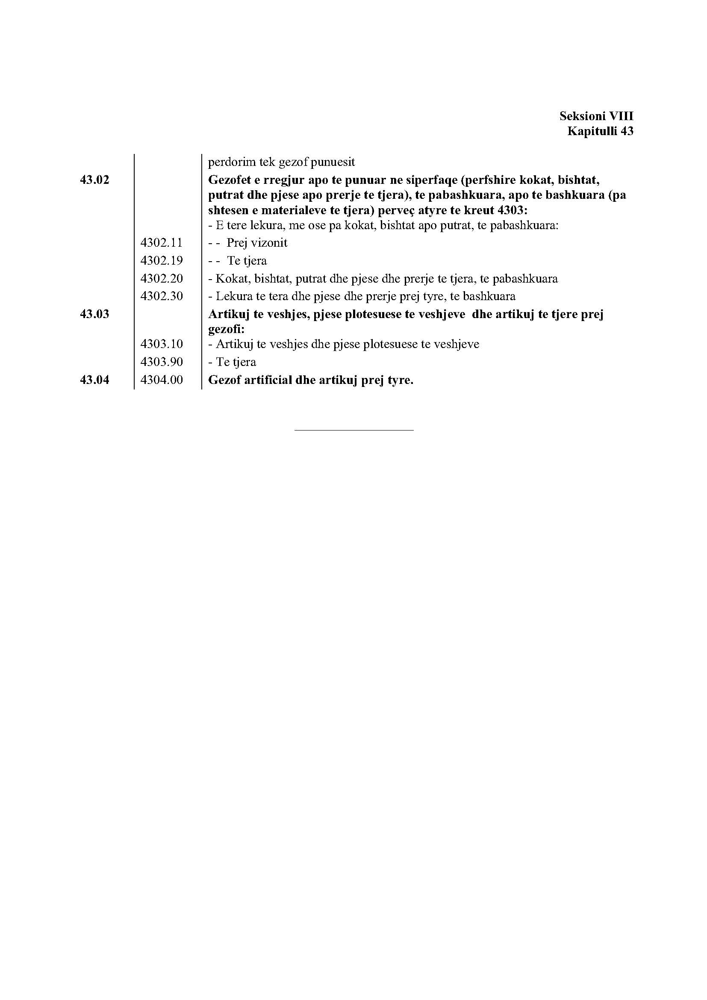 Seksioni VIII
Kapitulli 43
perdorim tek gezof punuesit
43.02 Gezofet e rregjur apo te punuar ne siperfaqe (perfshire kokat, bishtat,
putrat dhe pjese apo prerje te tjera), te pabashkuara, apo te bashkuara (pa
shtesen e materialeve te tjera) perveç atyre te kreut 4303:
- E tere lekura, me ose pa kokat, bishtat apo putrat, te pabashkuara:
4302.11 - - Prej vizonit
4302.19 - - Te tjera
4302.20 - Kokat, bishtat, putrat dhe pjese dhe prerje te tjera, te pabashkuara
4302.30 - Lekura te tera dhe pjese dhe prerje prej tyre, te bashkuara
43.03 Artikuj te veshjes, pjese plotesuese te veshjeve dhe artikuj te tjere prej
gezofi:
4303.10 - Artikuj te veshjes dhe pjese plotesuese te veshjeve
4303.90 - Te tjera
43.04 4304.00 Gezof artificial dhe artikuj prej tyre.